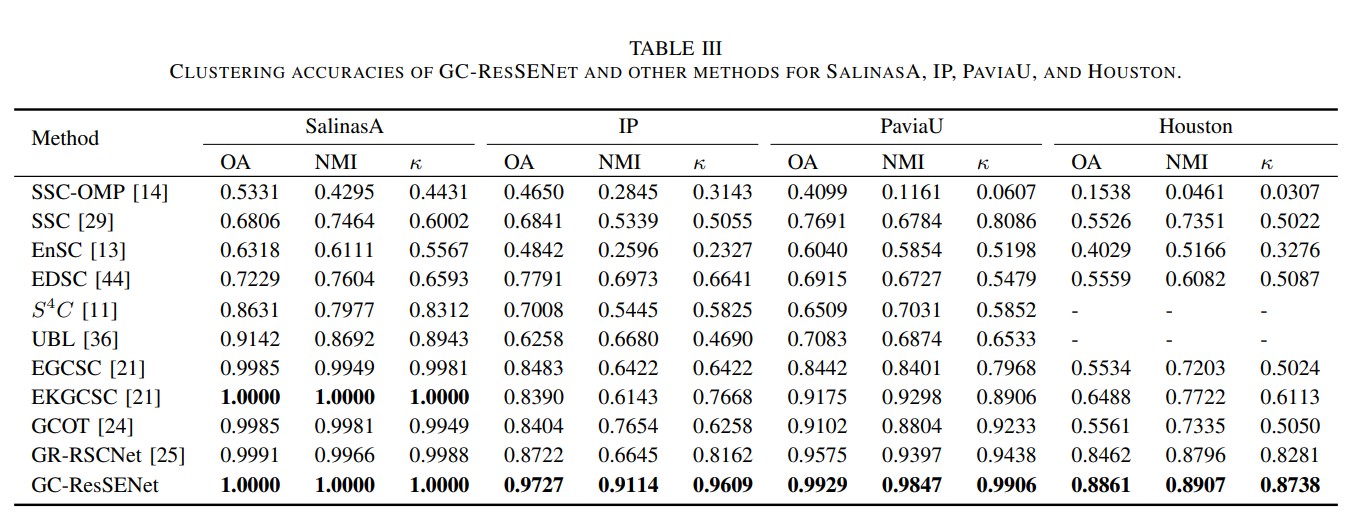 TABLE III
CLUSTERING ACCURACIES OF GC-RESSENET AND OTHER METHODS FOR SALINASA, IP, PAVIAU, AND HOUSTON.
Method SalinasA IP PaviaU Houston
OA NMI κ OA NMI κ OA NMI κ OA NMI κ
SSC-OMP [14] 0.5331 0.4295 0.4431 0.4650 0.2845 0.3143 0.4099 0.1161 0.0607 0.1538 0.0461 0.0307
SSC [29] 0.6806 0.7464 0.6002 0.6841 0.5339 0.5055 0.7691 0.6784 0.8086 0.5526 0.7351 0.5022
EnSC [13] 0.6318 0.6111 0.5567 0.4842 0.2596 0.2327 0.6040 0.5854 0.5198 0.4029 0.5166 0.3276
EDSC [44] 0.7229 0.7604 0.6593 0.7791 0.6973 0.6641 0.6915 0.6727 0.5479 0.5559 0.6082 0.5087
S⁴C [11] 0.8631 0.7977 0.8312 0.7008 0.5445 0.5825 0.6509 0.7031 0.5852 - - -
UBL [36] 0.9142 0.8692 0.8943 0.6258 0.6680 0.4690 0.7083 0.6874 0.6533 - - -
EGCSC [21] 0.9985 0.9949 0.9981 0.8483 0.6422 0.6422 0.8442 0.8401 0.7968 0.5534 0.7203 0.5024
EKGCSC [21] 1.0000 1.0000 1.0000 0.8390 0.6143 0.7668 0.9175 0.9298 0.8906 0.6488 0.7722 0.6113
GCOT [24] 0.9985 0.9981 0.9949 0.8404 0.7654 0.6258 0.9102 0.8804 0.9233 0.5561 0.7335 0.5050
GR-RSCNet [25] 0.9991 0.9966 0.9988 0.8722 0.6645 0.8162 0.9575 0.9397 0.9438 0.8462 0.8796 0.8281
GC-ResSENet 1.0000 1.0000 1.0000 0.9727 0.9114 0.9609 0.9929 0.9847 0.9906 0.8861 0.8907 0.8738